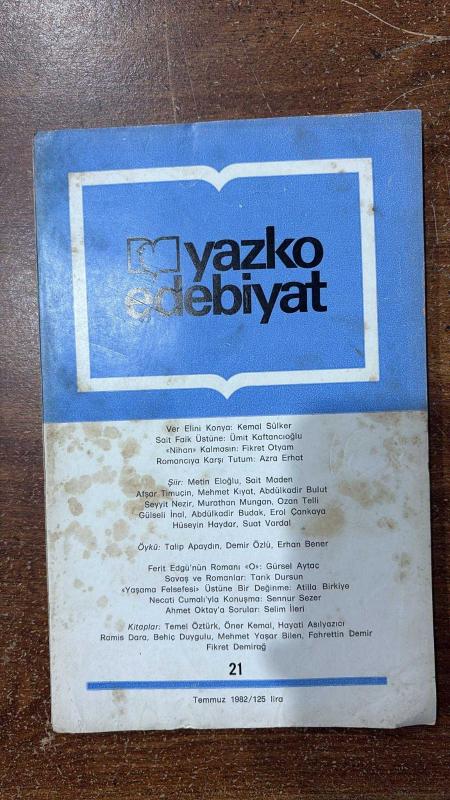 yazko
edebiyat
Ver Elini Konya: Kemal Sülker
Sait Faik Üstüne: Ümit Kaftancıoğlu
«Nihan» Kalmasın: Fikret Otyam
Romancıya Karşı Tutum: Azra Erhat
Şiir: Metin Eloğlu, Sait Maden
Afşar Timuçin, Mehmet Kıyat, Abdülkadir Bulut
Seyyit Nezir, Murathan Mungan, Ozan Telli
Gülseli İnal, Abdülkadir Budak, Erol Çankaya
Hüseyin Haydar, Suat Vardal
Öykü: Talip Apaydın, Demir Özlü, Erhan Bener
Ferit Edgü'nün Romanı «O»: Gürsel Aytaç
Savaş ve Romanlar: Tarık Dursun
«Yaşama Felsefesi» Üstüne Bir Değinme: Atilla Birkiye
Necati Cumalı'yla Konuşma: Sennur Sezer
Ahmet Oktay'a Sorular: Selim İleri
Kitaplar: Temel Öztürk, Öner Kemal, Hayati Asılyazıcı
Ramis Dara, Behiç Duygulu, Mehmet Yaşar Bilen, Fahrettin Demir
Fikret Demirağ
21
Temmuz 1982/125 lira